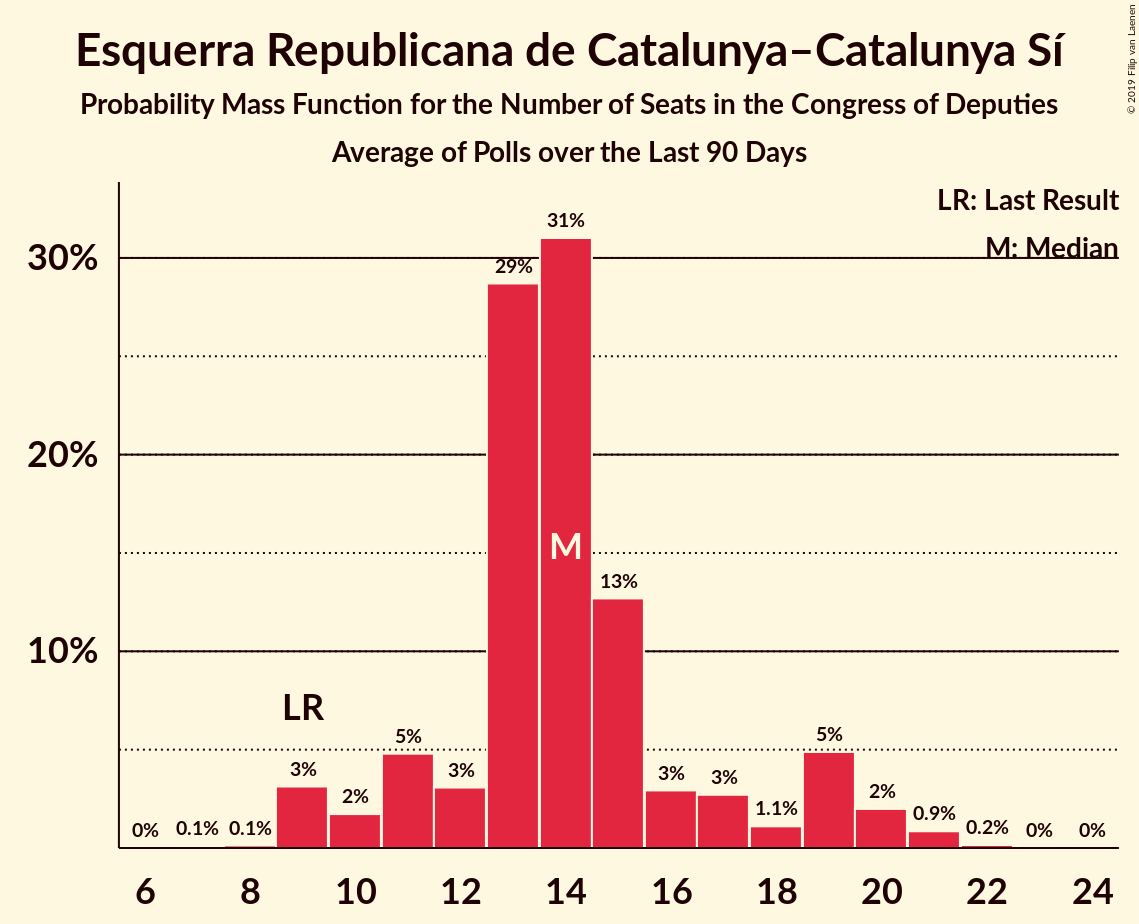 Esquerra Republicana de Catalunya–Catalunya Sí
Probability Mass Function for the Number of Seats in the Congress of Deputies
Average of Polls over the Last 90 Days
© 2019 Filip van Laenen
LR: Last Result
M: Median
30%
20%
10%
0%
0.1%
0.1%
3%
2%
5%
3%
29%
31%
13%
3%
3%
1.1%
5%
2%
0.9%
0.2%
0%
0%
LR
M
6 8 10 12 14 16 18 20 22 24